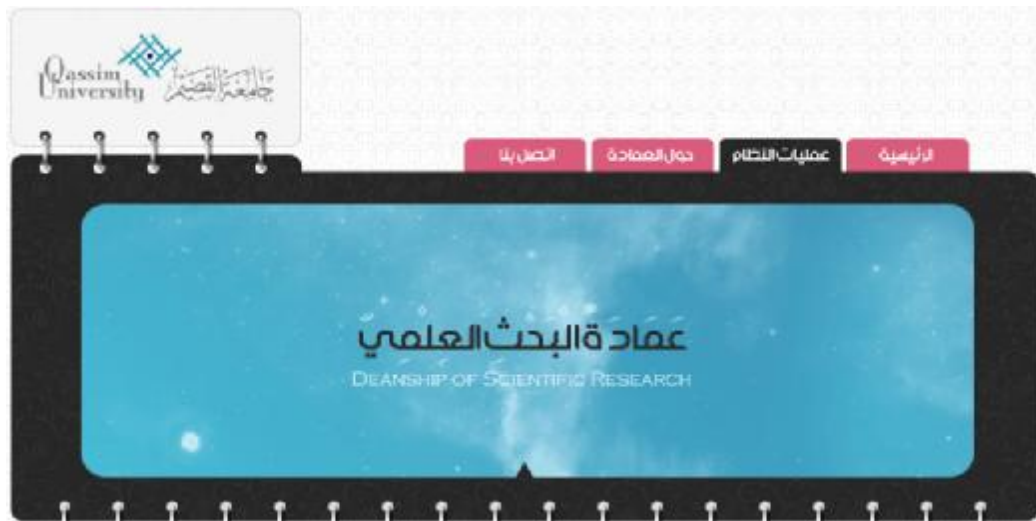 Qassim
University
جامعة القصيم
الرئيسية
عمليات النظام
حول العمادة
اتصل بنا
عمادة البحث العلمي
DEANSHIP OF SCIENTIFIC RESEARCH